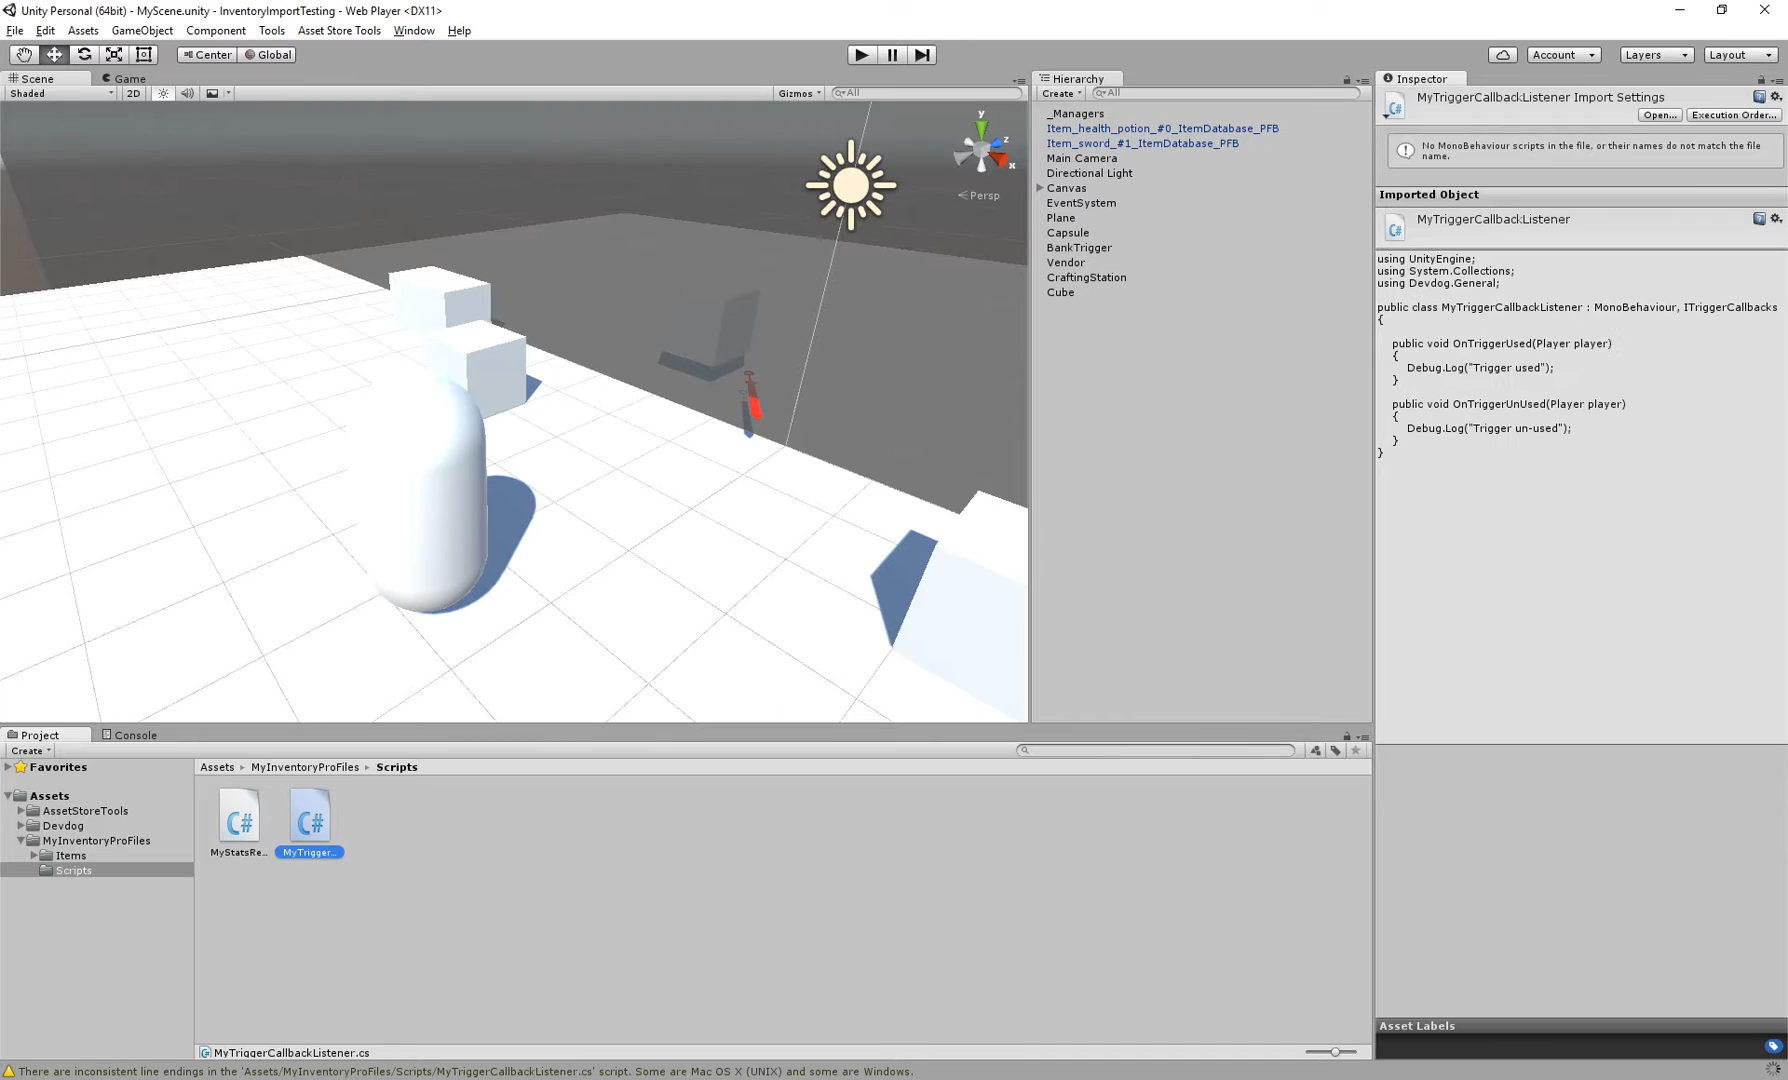 Unity Personal (64bit) - MyScene.unity - InventoryImportTesting - Web Player <DX11>
File Edit Assets GameObject Component Tools Asset Store Tools Window Help
Center Global
Account Layers Layout
Scene Game
Shaded 2D Gizmos All
y
z
x
Persp
Hierarchy
Create All
_Managers
Item_health_potion_#0_ItemDatabase_PFB
Item_sword_#1_ItemDatabase_PFB
Main Camera
Directional Light
Canvas
EventSystem
Plane
Capsule
BankTrigger
Vendor
CraftingStation
Cube
Inspector
MyTriggerCallbackListener Import Settings
Open... Execution Order...
No MonoBehaviour scripts in the file, or their names do not match the file
name.
Imported Object
MyTriggerCallbackListener
using UnityEngine;
using System.Collections;
using Devdog.General;
public class MyTriggerCallbackListener : MonoBehaviour, ITriggerCallbacks
{
public void OnTriggerUsed(Player player)
{
Debug.Log("Trigger used");
}
public void OnTriggerUnUsed(Player player)
{
Debug.Log("Trigger un-used");
}
}
Asset Labels
Project Console
Create
Favorites
Assets
AssetStoreTools
Devdog
MyInventoryProFiles
Items
Scripts
Assets MyInventoryProFiles Scripts
C# C#
MyStatsRe... MyTrigger...
MyTriggerCallbackListener.cs
There are inconsistent line endings in the 'Assets/MyInventoryProFiles/Scripts/MyTriggerCallbackListener.cs' script. Some are Mac OS X (UNIX) and some are Windows.